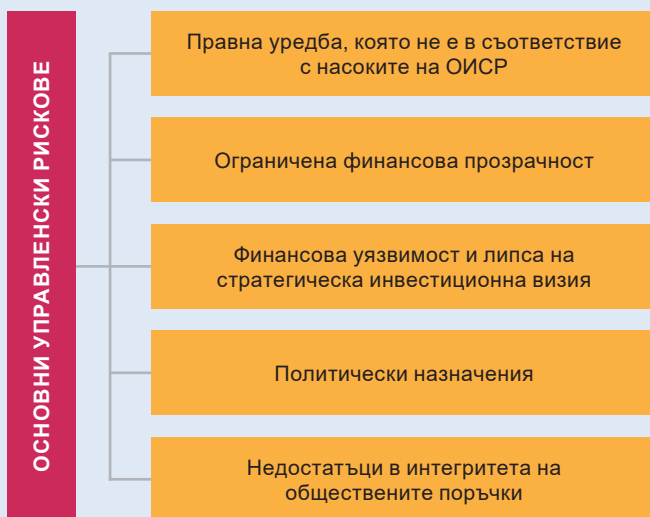 ОСНОВНИ УПРАВЛЕНСКИ РИСКОВЕ
Правна уредба, която не е в съответствие
с насоките на ОИСР
Ограничена финансова прозрачност
Финансова уязвимост и липса на
стратегическа инвестиционна визия
Политически назначения
Недостатъци в интегритета на
обществените поръчки